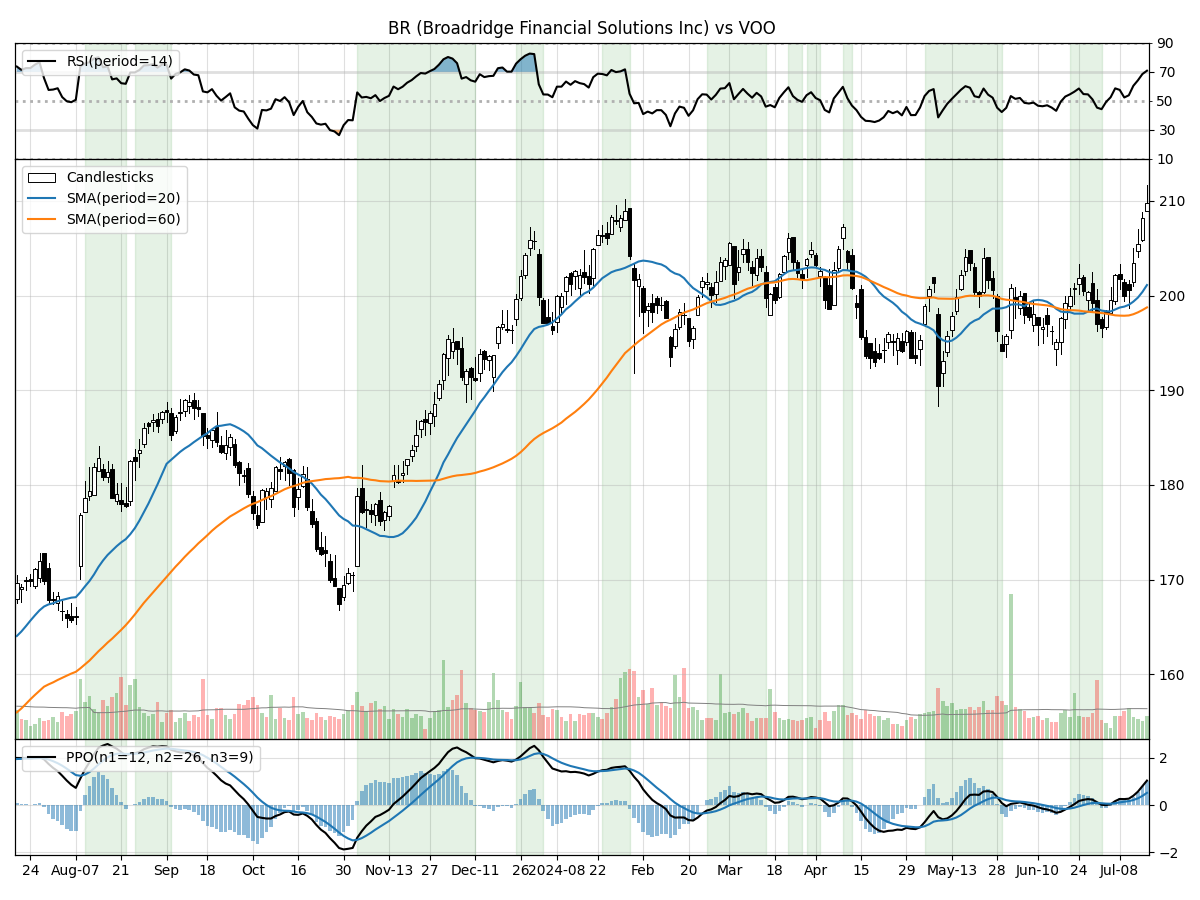 BR (Broadridge Financial Solutions Inc) vs VOO
RSI(period=14)
90
70
50
30
10
Candlesticks
SMA(period=20)
SMA(period=60)
210
200
190
180
170
160
PPO(n1=12, n2=26, n3=9)
2
0
−2
24 Aug-07 21 Sep 18 Oct 16 30 Nov-13 27 Dec-11 26 2024-08 22 Feb 20 Mar 18 Apr 15 29 May-13 28 Jun-10 24 Jul-08